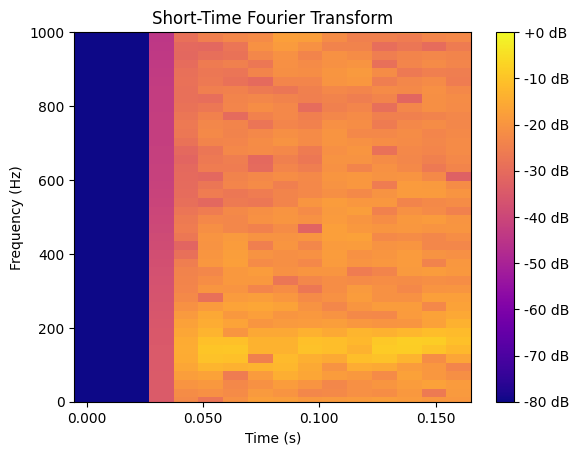 Short-Time Fourier Transform
1000
800
600
400
200
0
Frequency (Hz)
0.000
0.050
0.100
0.150
Time (s)
+0 dB
-10 dB
-20 dB
-30 dB
-40 dB
-50 dB
-60 dB
-70 dB
-80 dB